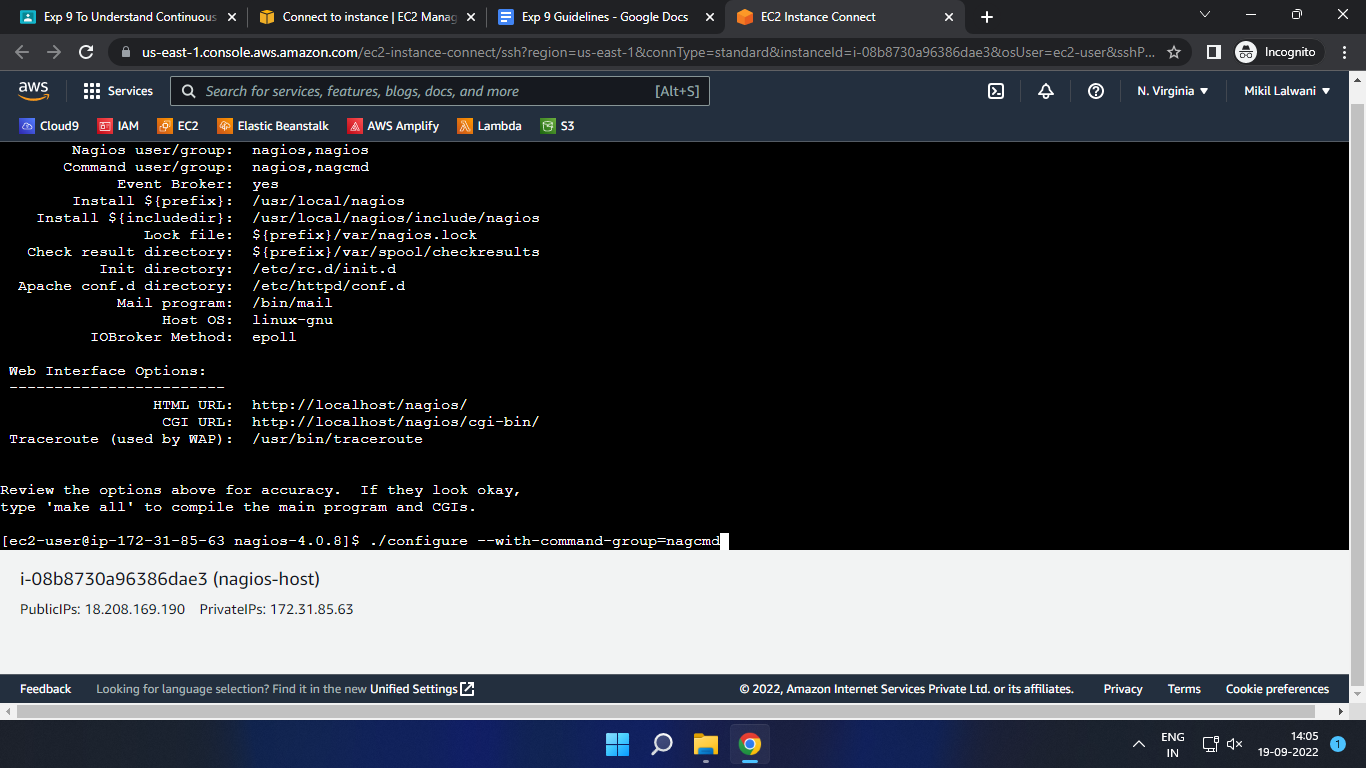 Exp 9 To Understand Continuous
Connect to instance | EC2 Manag
Exp 9 Guidelines - Google Docs
EC2 Instance Connect
us-east-1.console.aws.amazon.com/ec2-instance-connect/ssh?region=us-east-1&connType=standard&instanceId=i-08b8730a96386dae3&osUser=ec2-user&sshP...
Incognito
aws
Services
Search for services, features, blogs, docs, and more
[Alt+S]
N. Virginia
Mikil Lalwani
Cloud9 IAM EC2 Elastic Beanstalk AWS Amplify Lambda S3
Nagios user/group: nagios,nagios
Command user/group: nagios,nagcmd
Event Broker: yes
Install ${prefix}: /usr/local/nagios
Install ${includedir}: /usr/local/nagios/include/nagios
Lock file: ${prefix}/var/nagios.lock
Check result directory: ${prefix}/var/spool/checkresults
Init directory: /etc/rc.d/init.d
Apache conf.d directory: /etc/httpd/conf.d
Mail program: /bin/mail
Host OS: linux-gnu
IOBroker Method: epoll
Web Interface Options:
------------------------
HTML URL: http://localhost/nagios/
CGI URL: http://localhost/nagios/cgi-bin/
Traceroute (used by WAP): /usr/bin/traceroute
Review the options above for accuracy. If they look okay,
type 'make all' to compile the main program and CGIs.
[ec2-user@ip-172-31-85-63 nagios-4.0.8]$ ./configure --with-command-group=nagcmd
i-08b8730a96386dae3 (nagios-host)
PublicIPs: 18.208.169.190 PrivateIPs: 172.31.85.63
Feedback
Looking for language selection? Find it in the new Unified Settings
© 2022, Amazon Internet Services Private Ltd. or its affiliates.
Privacy
Terms
Cookie preferences
ENG
IN
14:05
19-09-2022
1